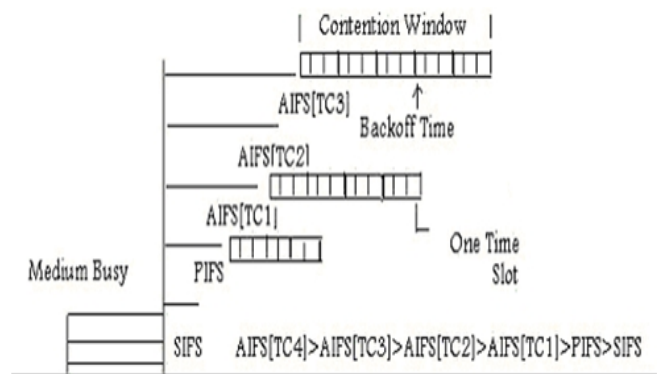 Contention Window
AIFS[TC3]
Backoff Time
AIFS[TC2]
AIFS[TC1]
One Time
Slot
Medium Busy
PIFS
SIFS
AIFS[TC4]>AIFS[TC3]>AIFS[TC2]>AIFS[TC1]>PIFS>SIFS